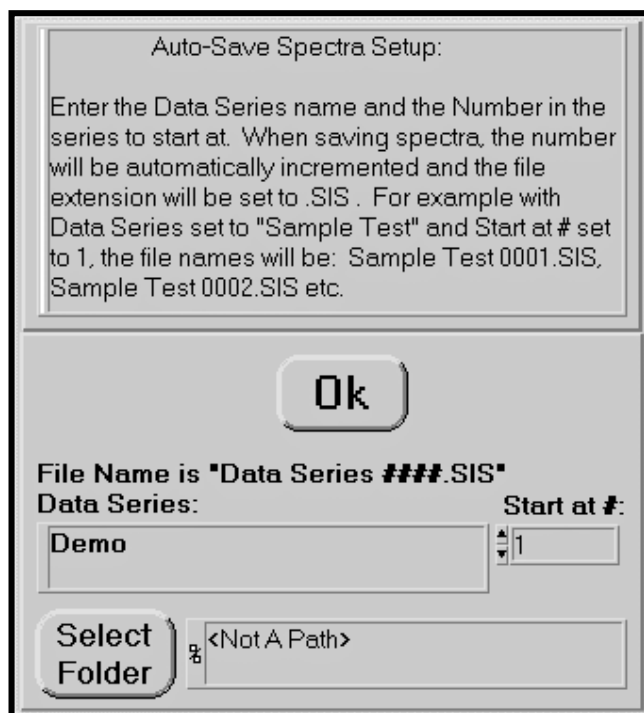 Auto-Save Spectra Setup:
Enter the Data Series name and the Number in the
series to start at. When saving spectra, the number
will be automatically incremented and the file
extension will be set to .SIS . For example with
Data Series set to "Sample Test" and Start at # set
to 1, the file names will be: Sample Test 0001.SIS,
Sample Test 0002.SIS etc.
Ok
File Name is "Data Series ####.SIS"
Data Series:
Start at #:
Demo
1
Select
Folder
<Not A Path>